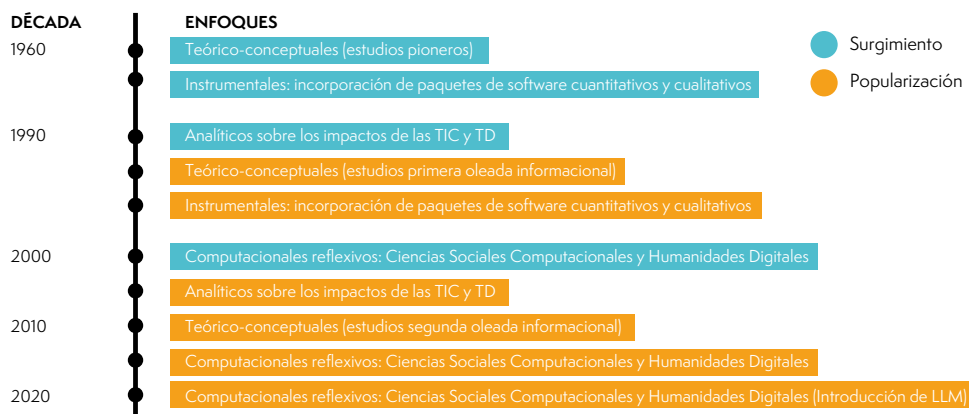 DÉCADA
ENFOQUES
1960
Teórico-conceptuales (estudios pioneros)
Surgimiento
Instrumentales: incorporación de paquetes de software cuantitativos y cualitativos
Popularización
1990
Analíticos sobre los impactos de las TIC y TD
Teórico-conceptuales (estudios primera oleada informacional)
Instrumentales: incorporación de paquetes de software cuantitativos y cualitativos
2000
Computacionales reflexivos: Ciencias Sociales Computacionales y Humanidades Digitales
Analíticos sobre los impactos de las TIC y TD
2010
Teórico-conceptuales (estudios segunda oleada informacional)
Computacionales reflexivos: Ciencias Sociales Computacionales y Humanidades Digitales
2020
Computacionales reflexivos: Ciencias Sociales Computacionales y Humanidades Digitales (Introducción de LLM)